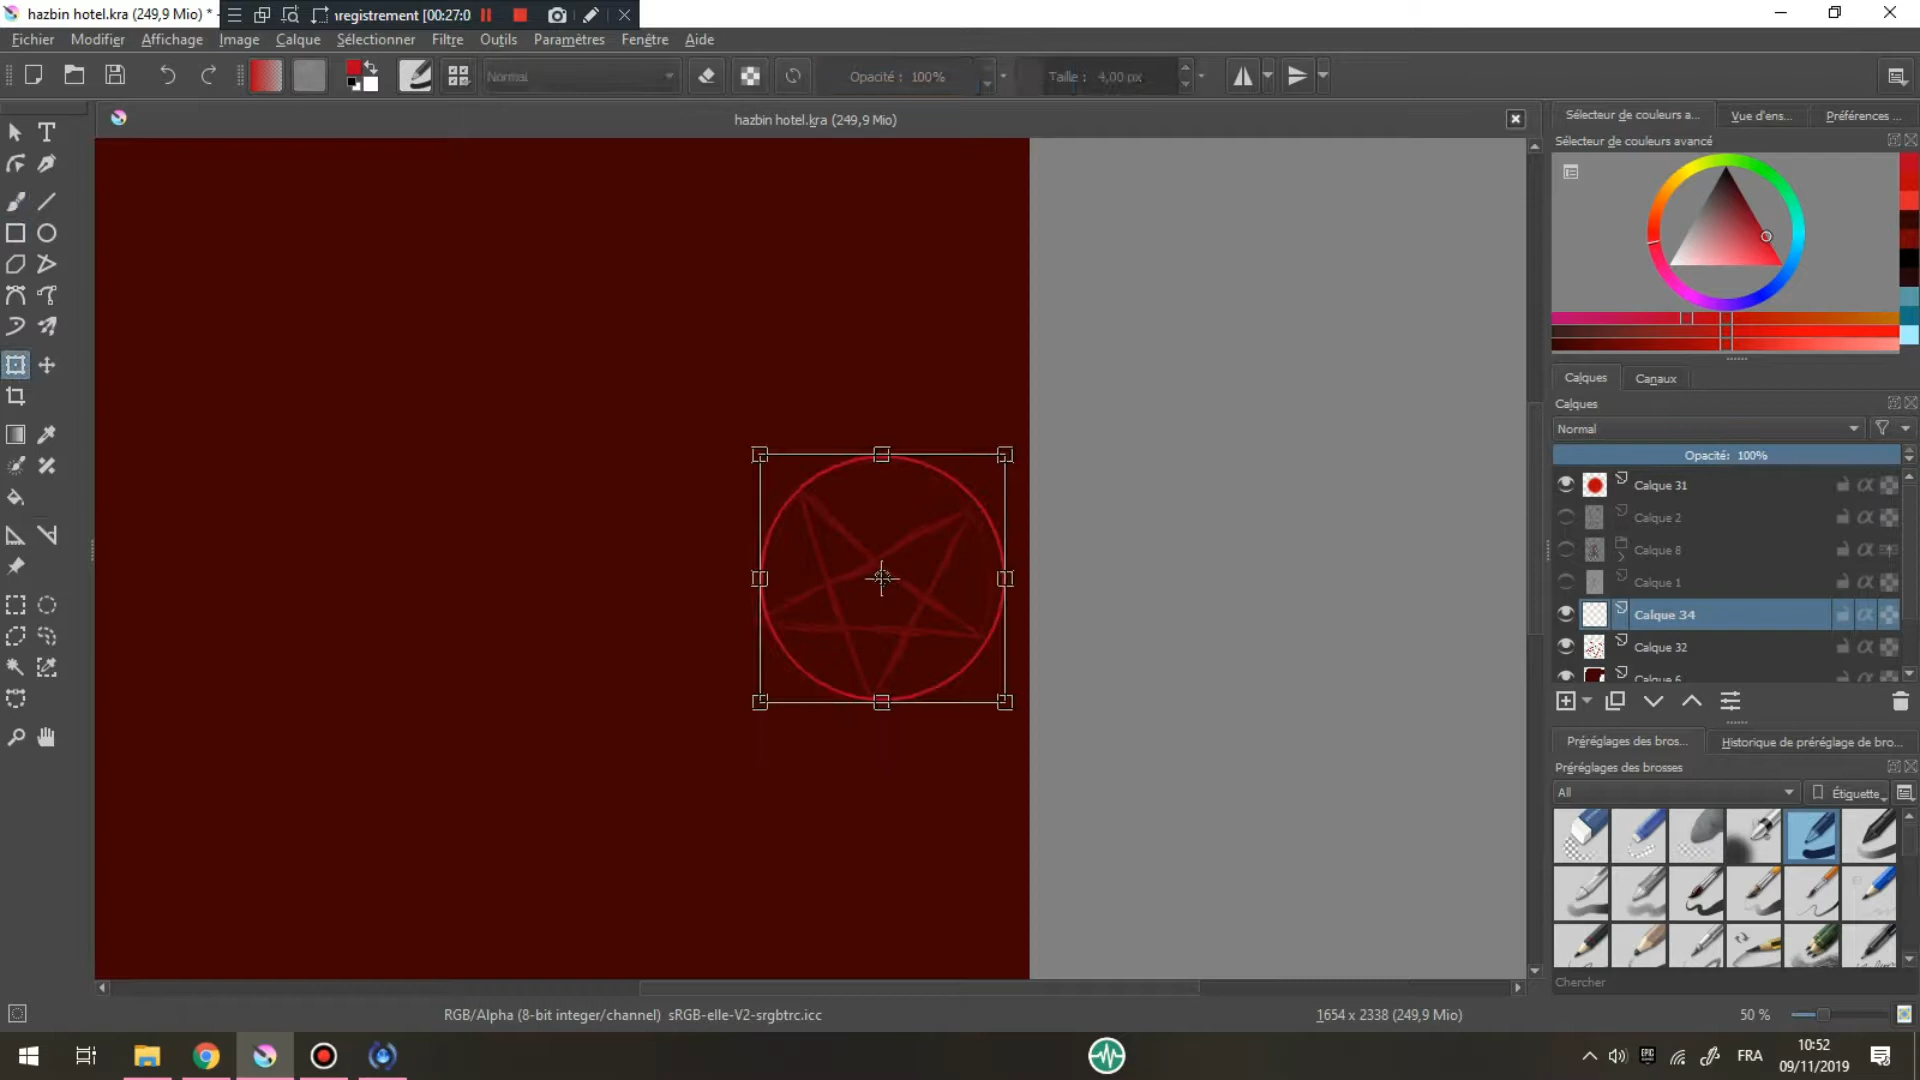 hazbin hotel.kra (249,9 Mio) * -
nregistrement [00:27:0
Fichier Modifier Affichage Image Calque Sélectionner Filtre Outils Paramètres Fenêtre Aide
Normal
Opacité : 100%
Taille : 4,00 px
hazbin hotel.kra (249,9 Mio)
Sélecteur de couleurs a...
Vue d'ens...
Préférences ...
Sélecteur de couleurs avancé
Calques
Canaux
Calques
Normal
Opacité: 100%
Calque 31
Calque 2
Calque 8
Calque 1
Calque 34
Calque 32
Calque 6
Préréglages des bros...
Historique de préréglage de bro...
Préréglages des brosses
All
Étiquette
Chercher
RGB/Alpha (8-bit integer/channel) sRGB-elle-V2-srgbtrc.icc
1654 x 2338 (249,9 Mio)
50 %
EPIC
FRA
10:52
09/11/2019